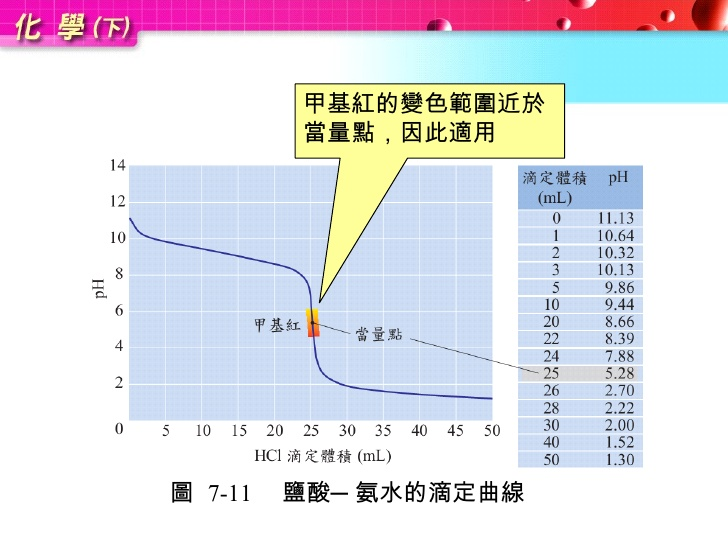 化 學 (下)
甲基紅的變色範圍近於
當量點，因此適用
14
12
10
8
6
4
2
0
pH
甲基紅
當量點
5 10 15 20 25 30 35 40 45 50
HCl 滴定體積 (mL)
滴定體積 pH
(mL)
0 11.13
1 10.64
2 10.32
3 10.13
5 9.86
10 9.44
20 8.66
22 8.39
24 7.88
25 5.28
26 2.70
28 2.22
30 2.00
40 1.52
50 1.30
圖 7-11 鹽酸─氨水的滴定曲線